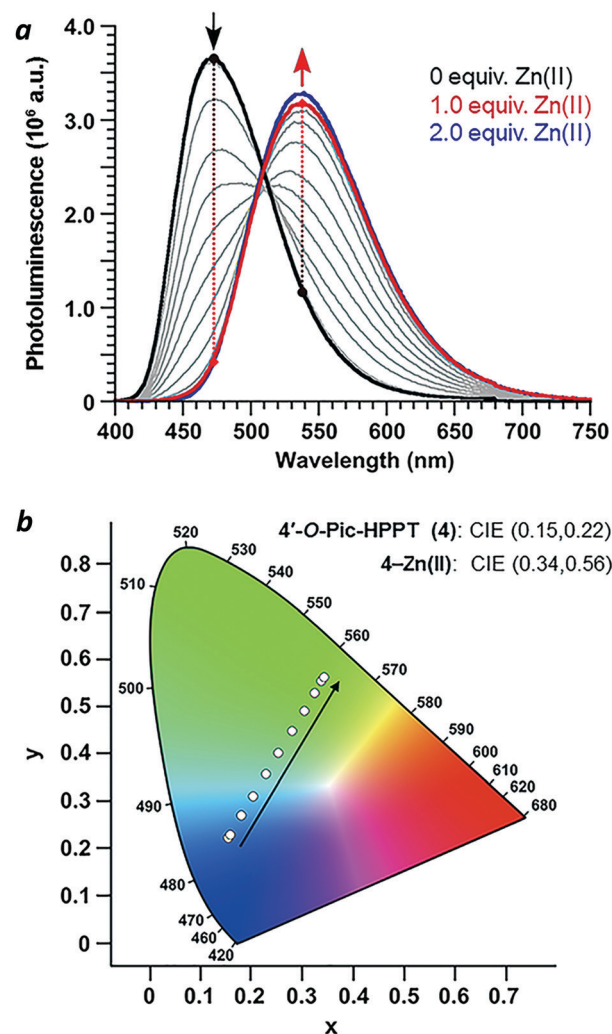 a
4.0
3.0
2.0
1.0
0
Photoluminescence (10⁶ a.u.)
0 equiv. Zn(II)
1.0 equiv. Zn(II)
2.0 equiv. Zn(II)
400 450 500 550 600 650 700 750
Wavelength (nm)
b
4'-O-Pic-HPPT (4): CIE (0.15,0.22)
4–Zn(II): CIE (0.34,0.56)
0.8
0.7
0.6
0.5
0.4
0.3
0.2
0.1
0
y
520
530
540
550
560
570
580
590
600
610
620
680
510
500
490
480
470
460
420
0 0.1 0.2 0.3 0.4 0.5 0.6 0.7
x